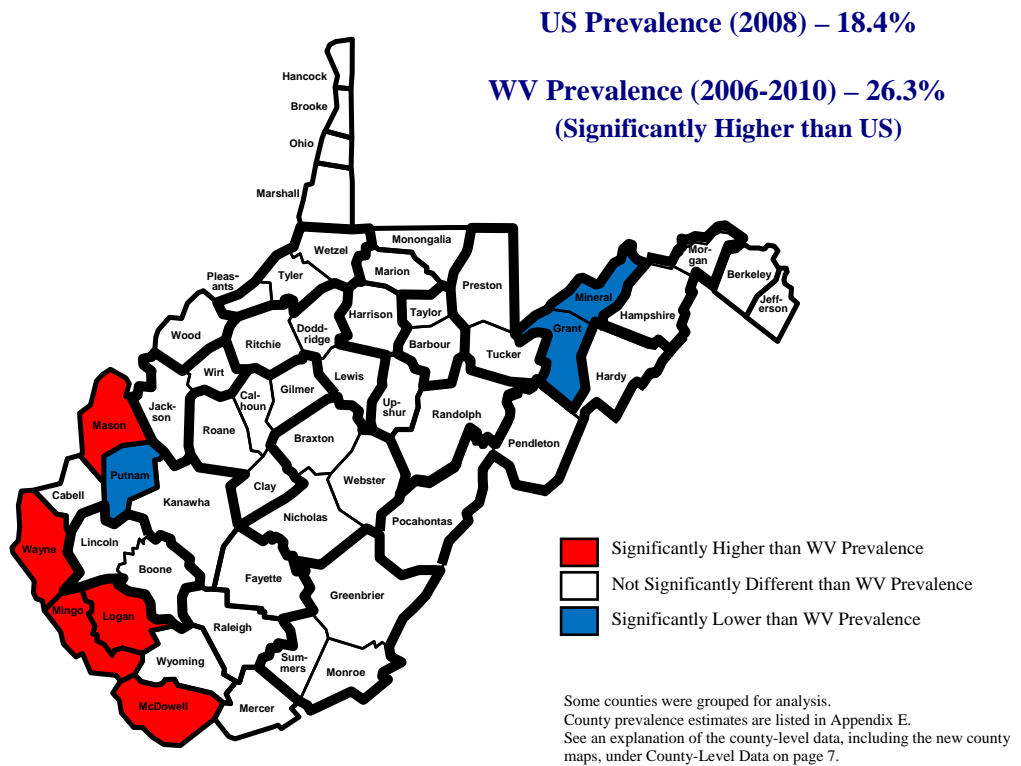 US Prevalence (2008) – 18.4%
WV Prevalence (2006-2010) – 26.3%
(Significantly Higher than US)
Hancock
Brooke
Ohio
Marshall
Wetzel
Monongalia
Marion
Preston
Mor-
gan
Berkeley
Jeff-
erson
Pleas-
ants
Tyler
Mineral
Hampshire
Grant
Hardy
Wood
Ritchie
Dodd-
ridge
Harrison
Taylor
Barbour
Tucker
Wirt
Lewis
Gilmer
Cal-
houn
Up-
shur
Randolph
Pendleton
Jack-
son
Roane
Braxton
Mason
Putnam
Cabell
Kanawha
Clay
Webster
Nicholas
Pocahontas
Wayne
Lincoln
Boone
Fayette
Greenbrier
Mingo
Logan
Raleigh
Wyoming
Sum-
mers
Monroe
McDowell
Mercer
Significantly Higher than WV Prevalence
Not Significantly Different than WV Prevalence
Significantly Lower than WV Prevalence
Some counties were grouped for analysis.
County prevalence estimates are listed in Appendix E.
See an explanation of the county-level data, including the new county
maps, under County-Level Data on page 7.